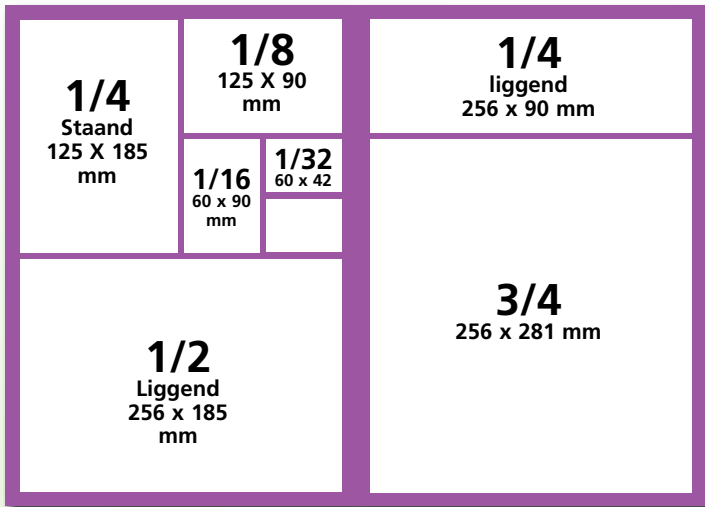 1/4
Staand
125 X 185
mm
1/8
125 X 90
mm
1/16
60 x 90
mm
1/32
60 x 42
1/2
Liggend
256 x 185
mm
1/4
liggend
256 x 90 mm
3/4
256 x 281 mm